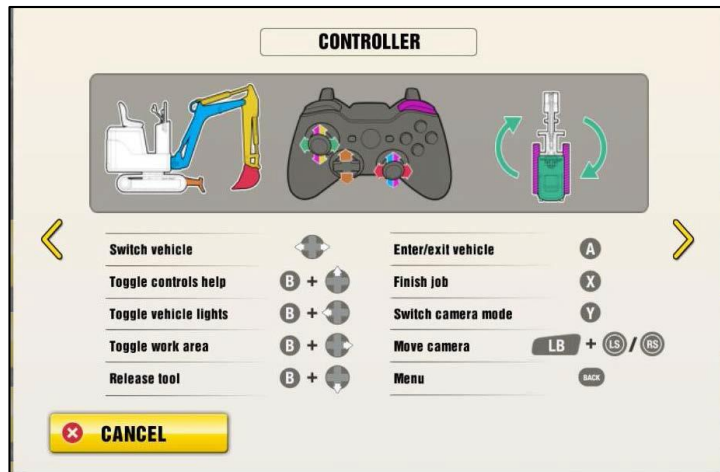 CONTROLLER
Switch vehicle
Toggle controls help B +
Toggle vehicle lights B +
Toggle work area B +
Release tool B +
Enter/exit vehicle A
Finish job X
Switch camera mode Y
Move camera LB + LS / RS
Menu BACK
CANCEL